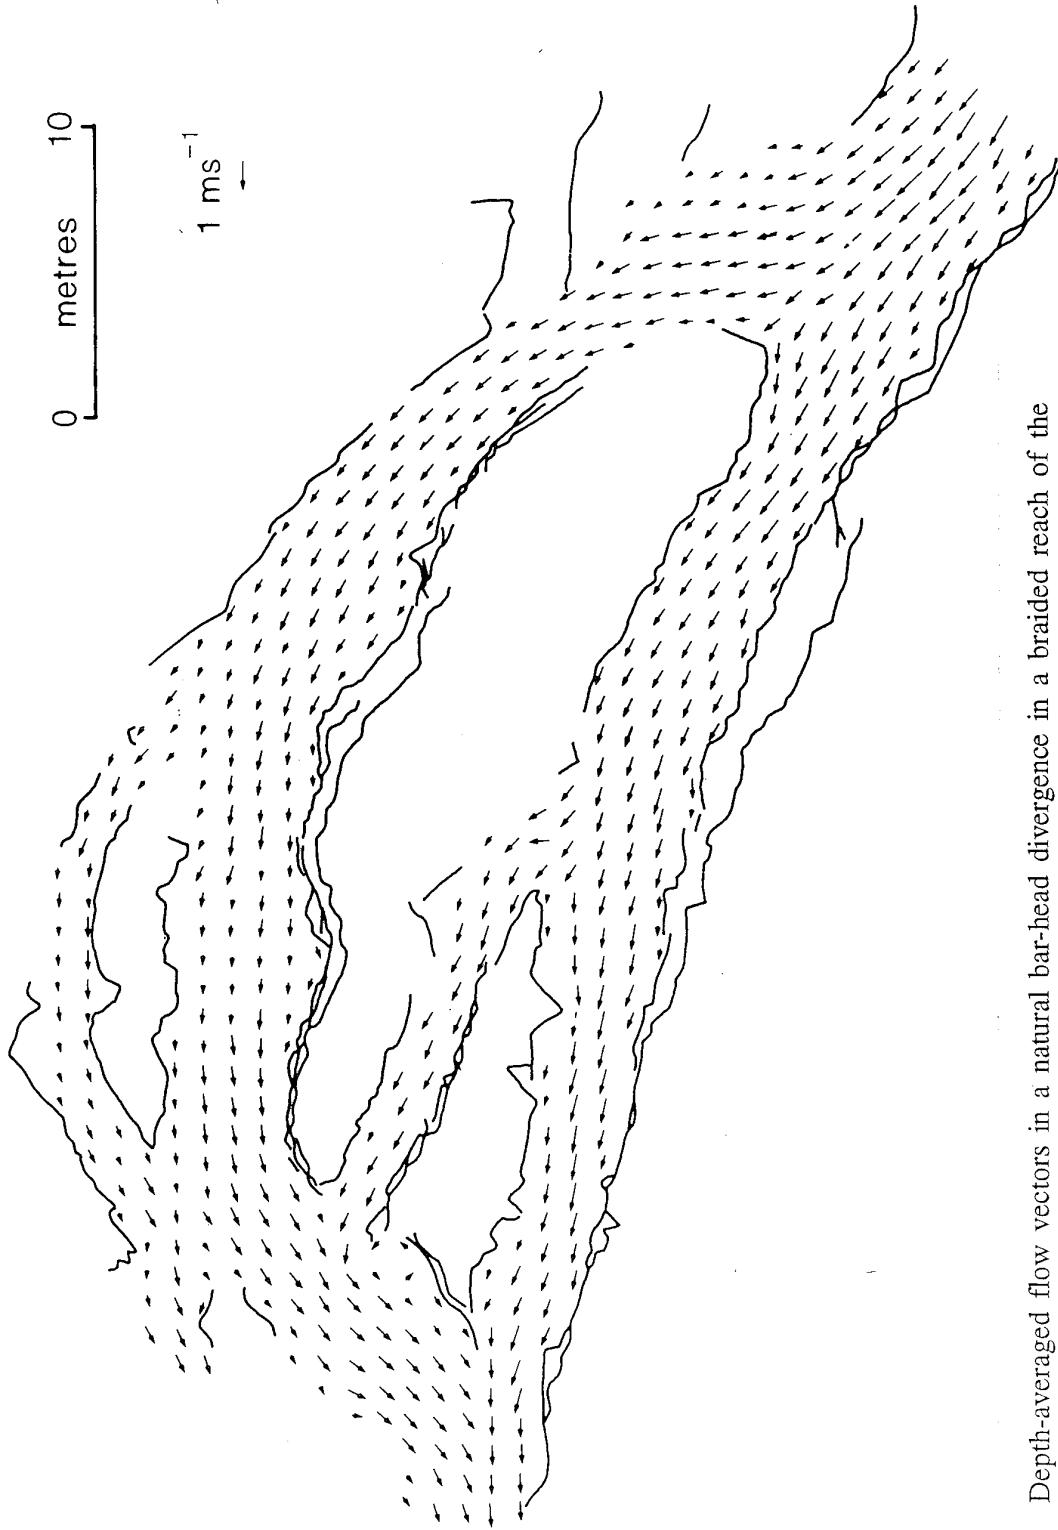 0 metres 10
1 ms⁻¹
Depth-averaged flow vectors in a natural bar-head divergence in a braided reach of the